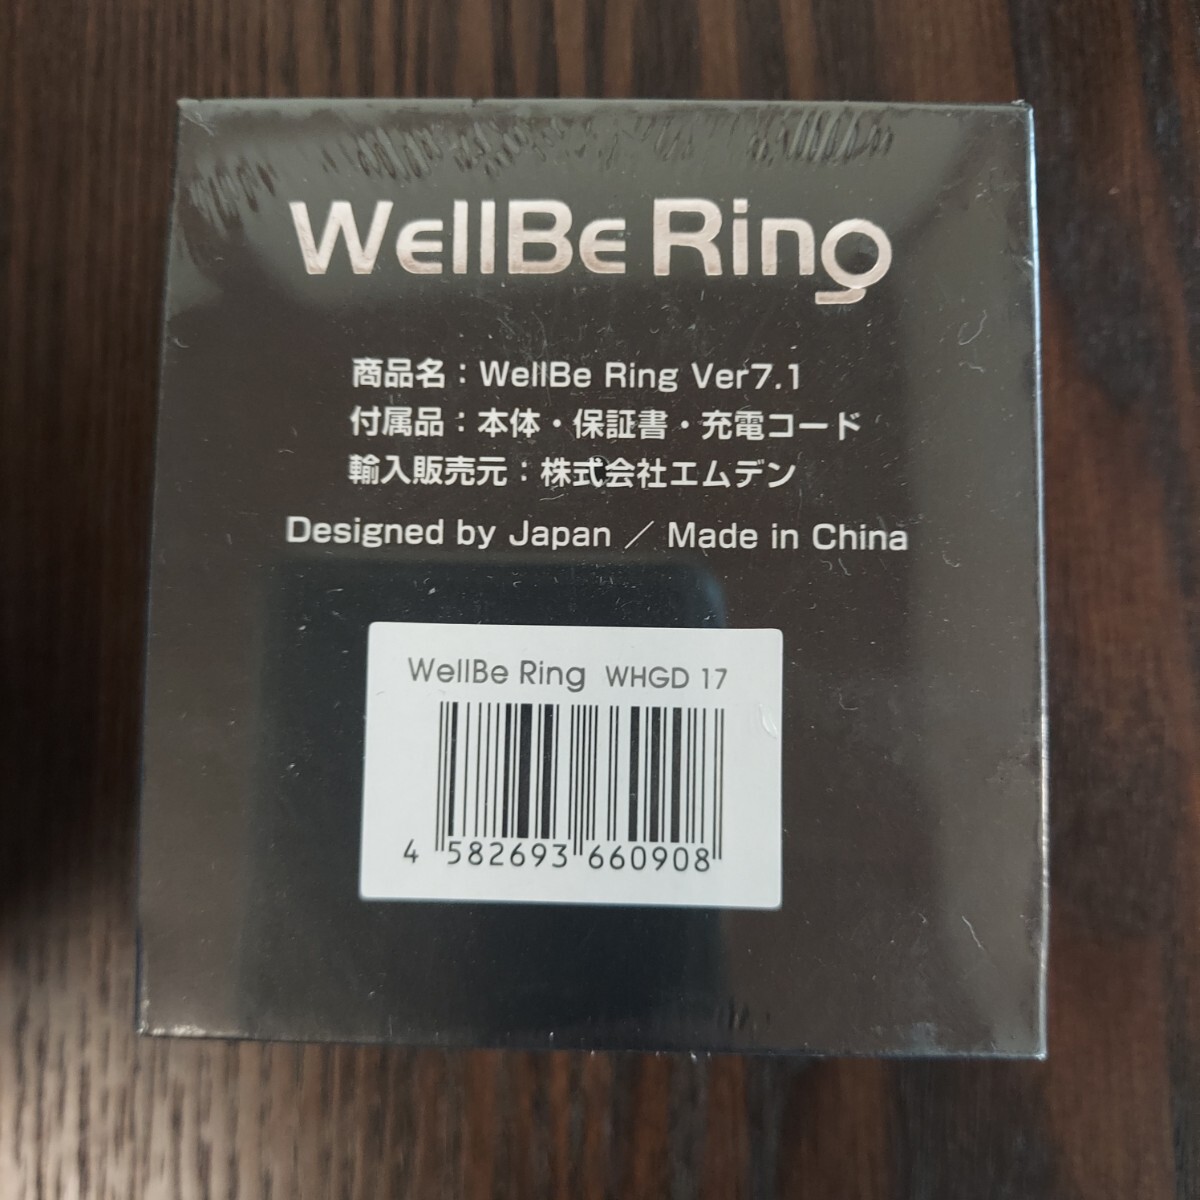 WellBe Ring
商品名：WellBe Ring Ver7.1
付属品：本体・保証書・充電コード
輸入販売元：株式会社エムデン
Designed by Japan ／ Made in China
WellBe Ring WHGD 17
4 582693 660908